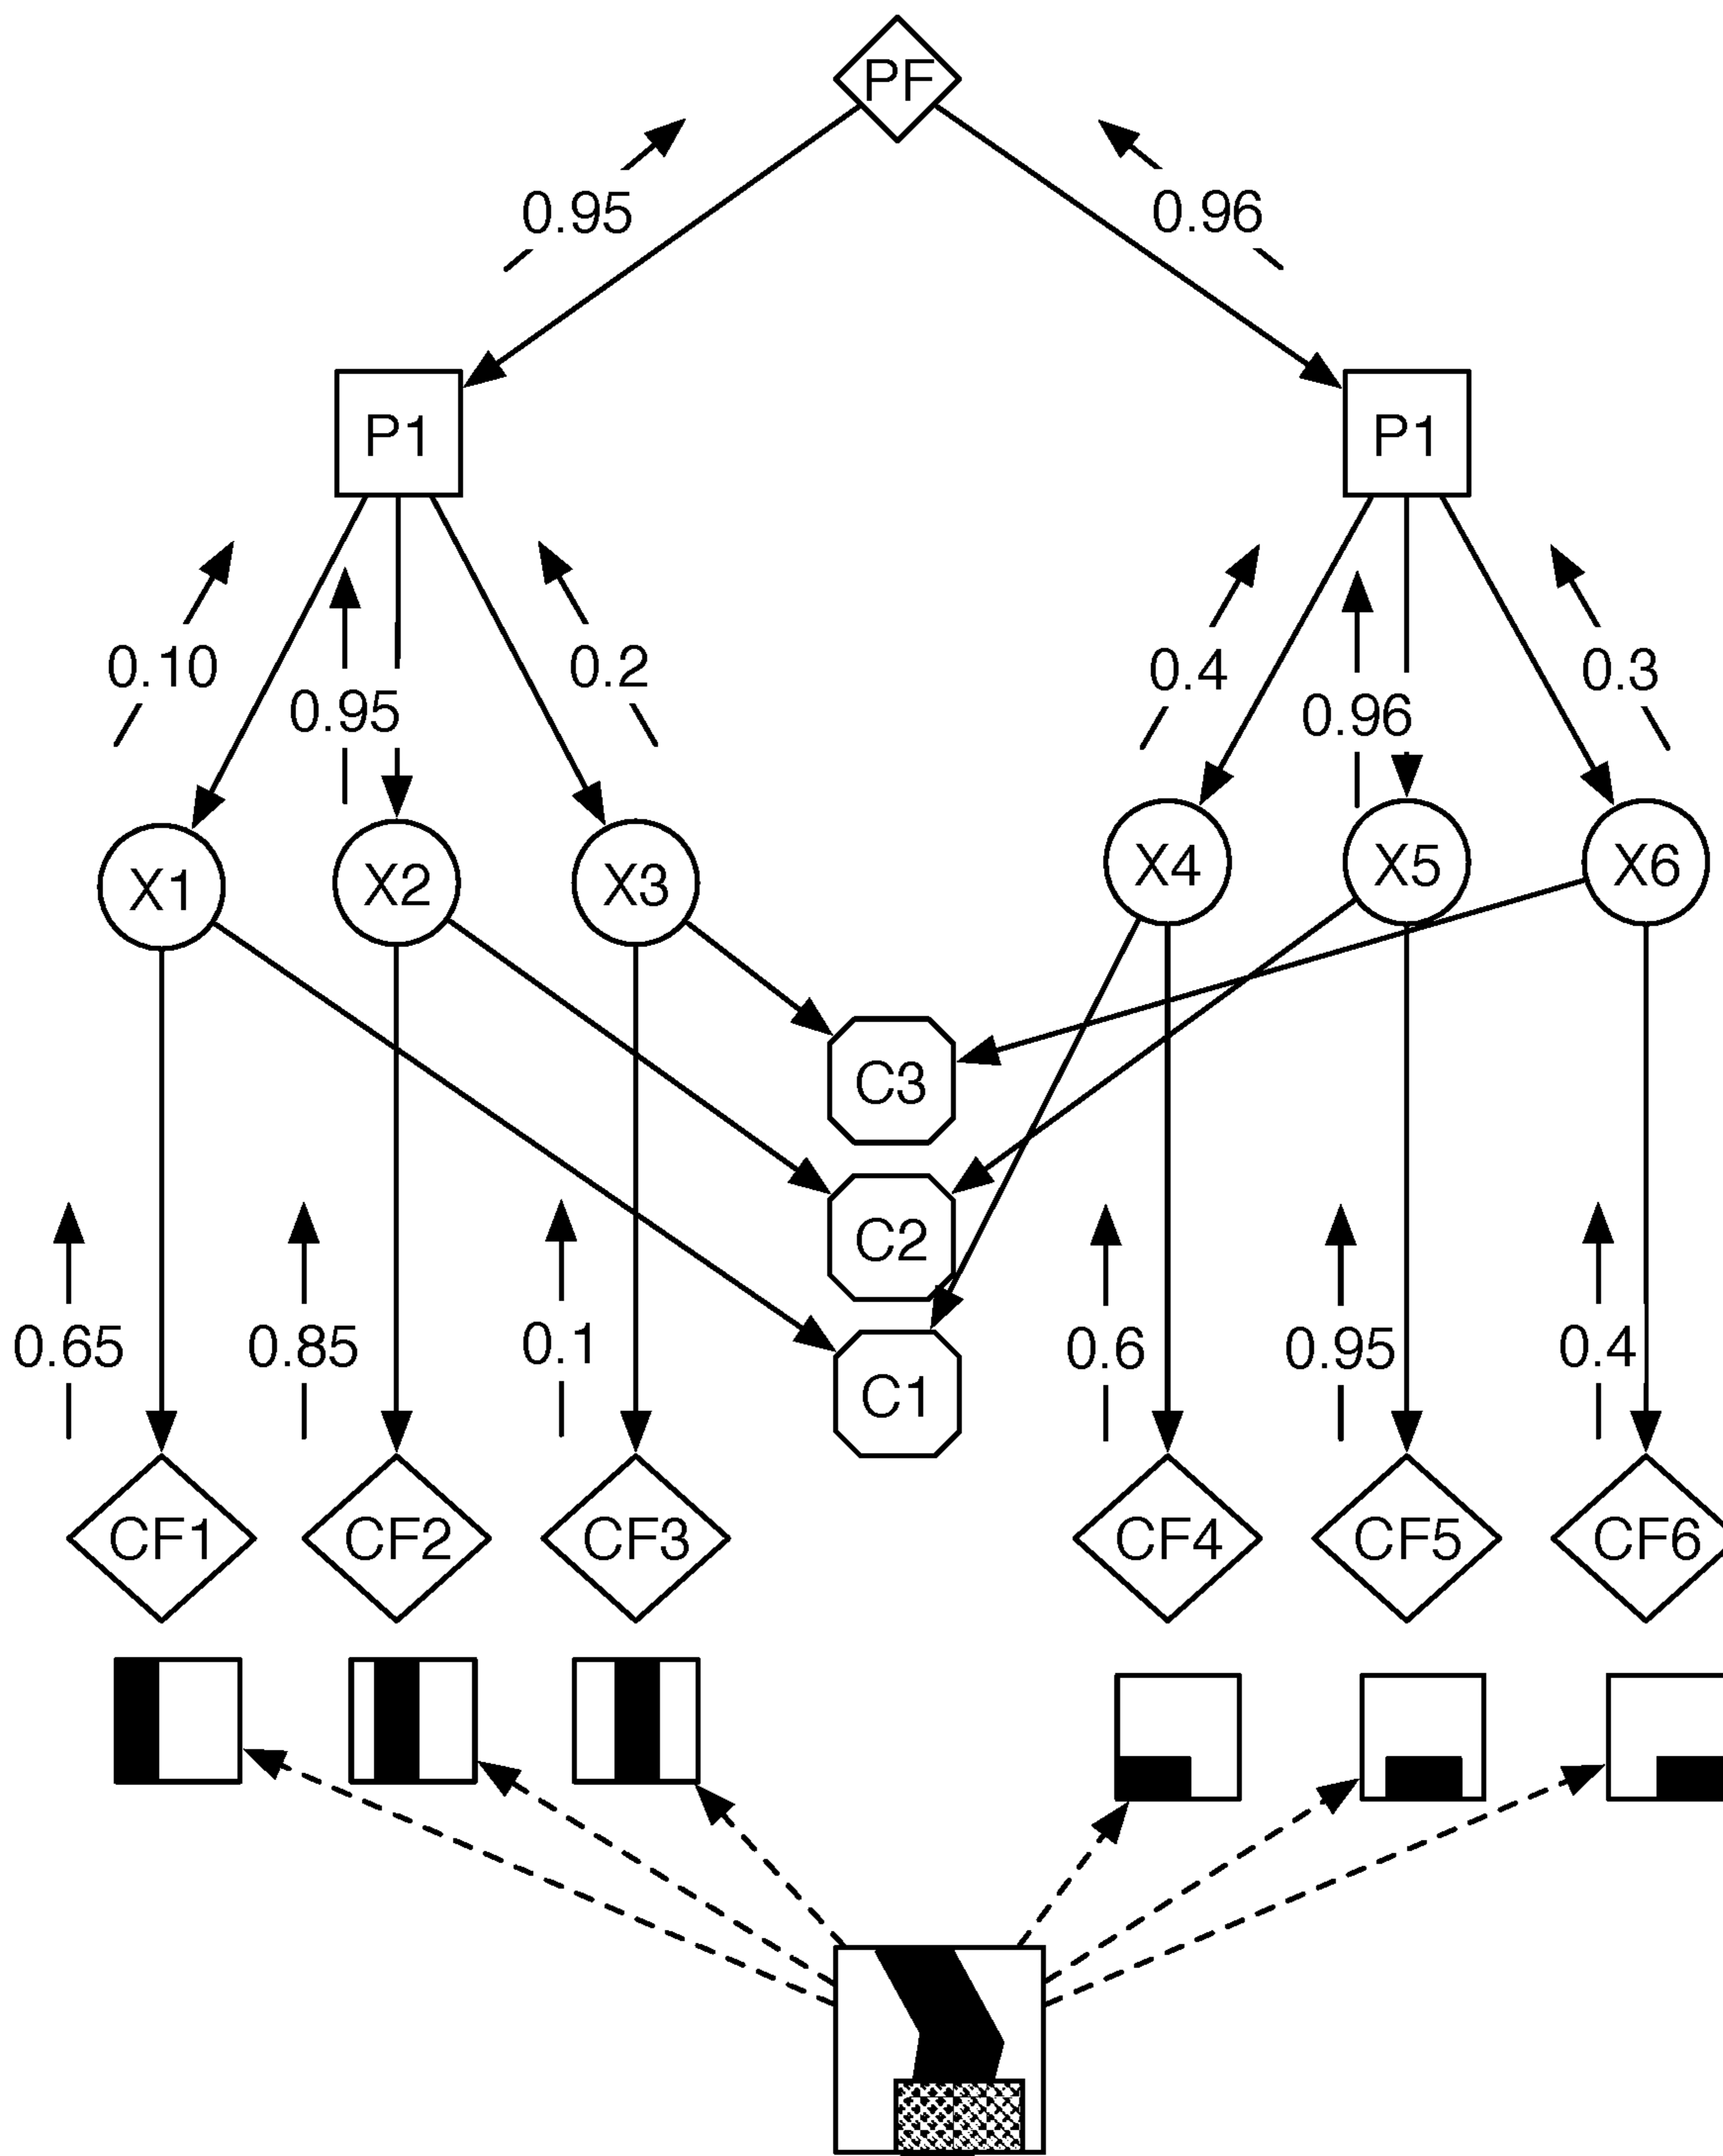 PF
0.95 0.96
P1 P1
0.10 0.95 0.2 0.4 0.96 0.3
X1 X2 X3 X4 X5 X6
C3
C2
0.65 0.85 0.1 0.6 0.95 0.4
C1
CF1 CF2 CF3 CF4 CF5 CF6